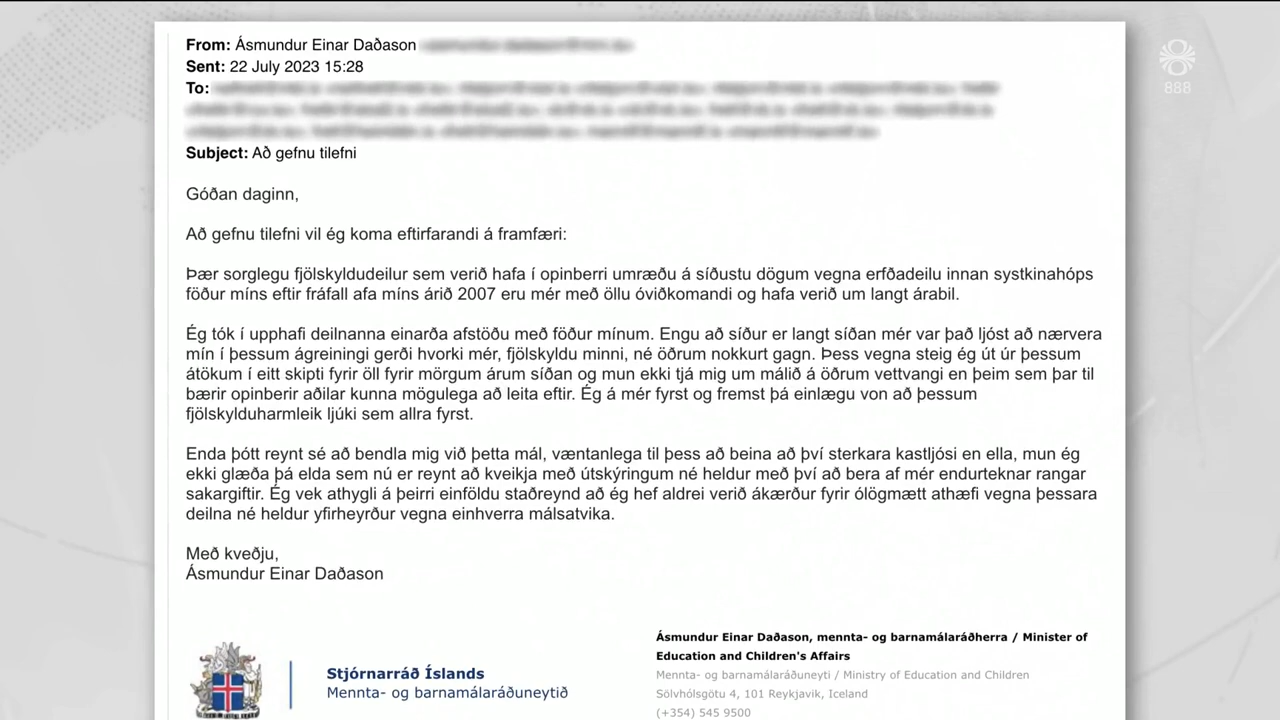 From: Ásmundur Einar Daðason
Sent: 22 July 2023 15:28
888
To:
Subject: Að gefnu tilefni
Góðan daginn,
Að gefnu tilefni vil ég koma eftirfarandi á framfæri:
Þær sorglegu fjölskyldudeilur sem verið hafa í opinberri umræðu á síðustu dögum vegna erfðadeilu innan systkinahóps
föður míns eftir fráfall afa míns árið 2007 eru mér með öllu óviðkomandi og hafa verið um langt árabil.
Ég tók í upphafi deilnanna einarða afstöðu með föður mínum. Engu að síður er langt síðan mér var það ljóst að nærvera
mín í þessum ágreiningi gerði hvorki mér, fjölskyldu minni, né öðrum nokkurt gagn. Þess vegna steig ég út úr þessum
átökum í eitt skipti fyrir öll fyrir mörgum árum síðan og mun ekki tjá mig um málið á öðrum vettvangi en þeim sem þar til
bærir opinberir aðilar kunna mögulega að leita eftir. Ég á mér fyrst og fremst þá einlægu von að þessum
fjölskylduharmleik ljúki sem allra fyrst.
Enda þótt reynt sé að bendla mig við þetta mál, væntanlega til þess að beina að því sterkara kastljósi en ella, mun ég
ekki glæða þá elda sem nú er reynt að kveikja með útskýringum né heldur með því að bera af mér endurteknar rangar
sakargiftir. Ég vek athygli á þeirri einföldu staðreynd að ég hef aldrei verið ákærður fyrir ólögmætt athæfi vegna þessara
deilna né heldur yfirheyrður vegna einhverra málsatvika.
Með kveðju,
Ásmundur Einar Daðason
Stjórnarráð Íslands
Mennta- og barnamálaráðuneytið
Ásmundur Einar Daðason, mennta- og barnamálaráðherra / Minister of
Education and Children's Affairs
Mennta- og barnamálaráðuneyti / Ministry of Education and Children
Sölvhólsgötu 4, 101 Reykjavik, Iceland
(+354) 545 9500